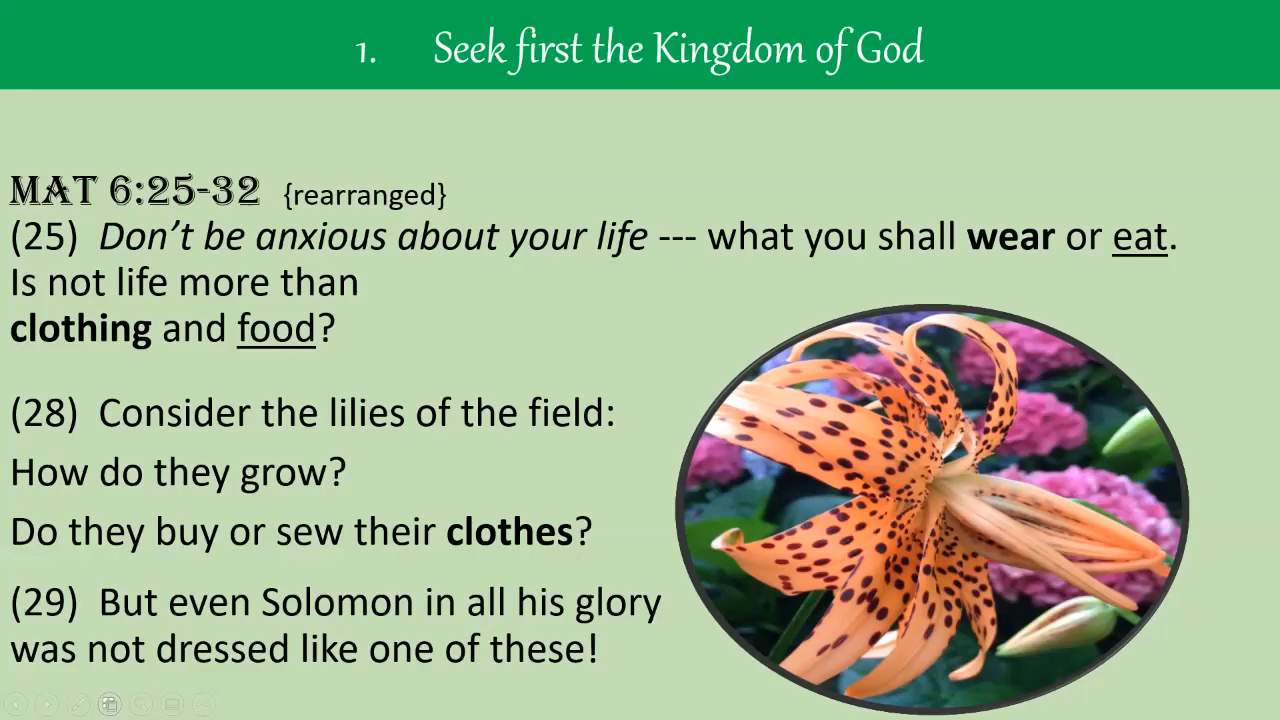 1. Seek first the Kingdom of God
MAT 6:25-32 {rearranged}
(25) Don’t be anxious about your life --- what you shall wear or eat.
Is not life more than
clothing and food?
(28) Consider the lilies of the field:
How do they grow?
Do they buy or sew their clothes?
(29) But even Solomon in all his glory
was not dressed like one of these!